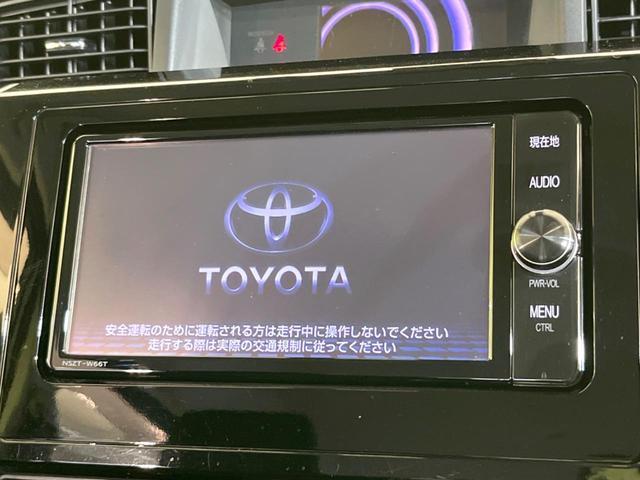 現在地
AUDIO
TOYOTA
PWR-VOL
MENU
CTRL
安全運転のために運転される方は走行中に操作しないでください
走行する際は実際の交通規制に従ってください
NSZT-W66T